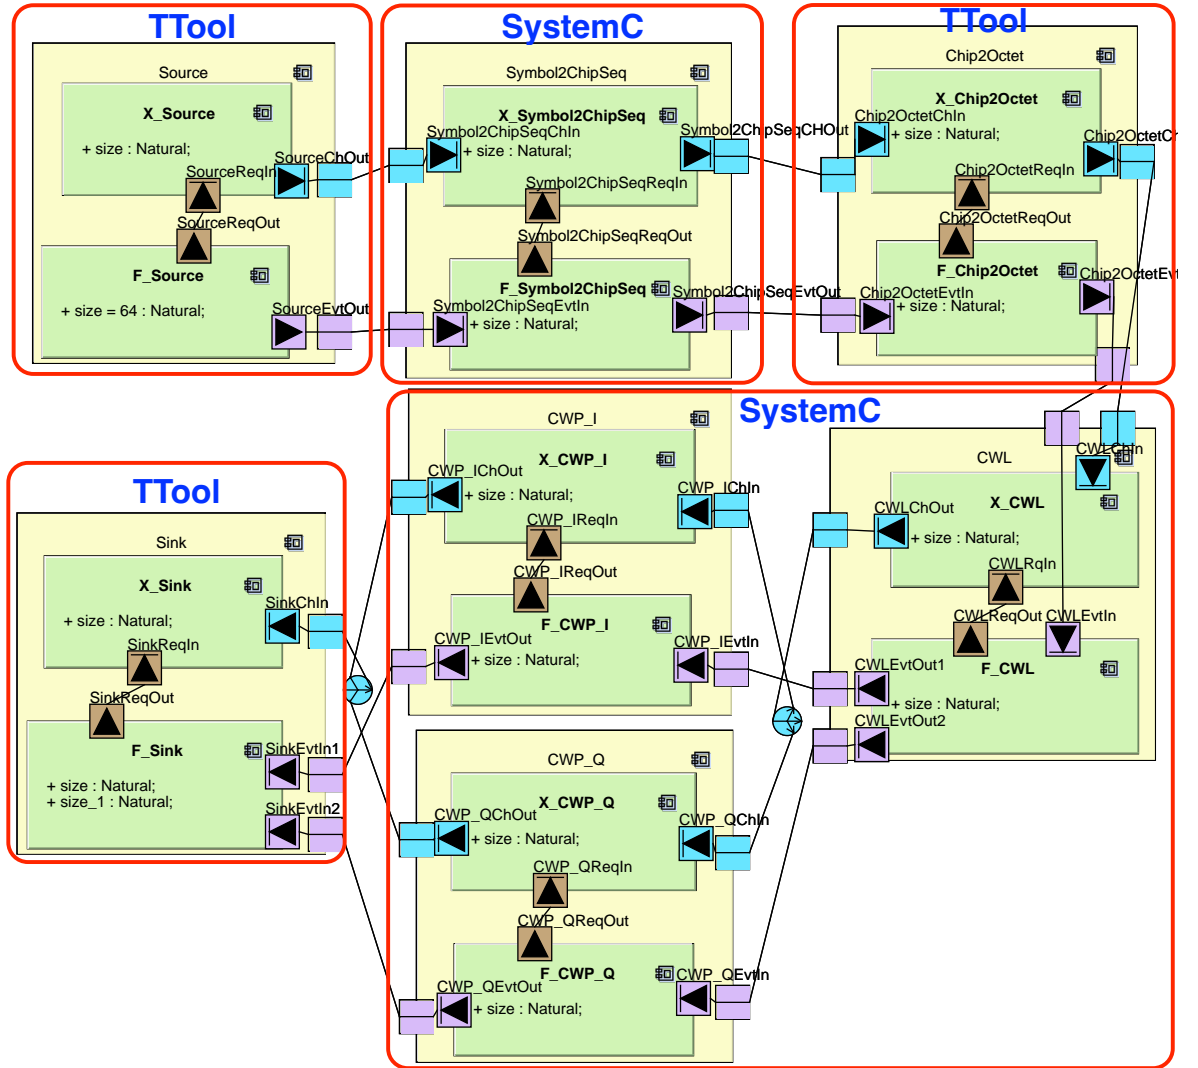 TTool
Source
X_Source
+ size : Natural;
SourceChOut
SourceReqIn
SourceReqOut
F_Source
+ size = 64 : Natural;
SourceEvtOut
SystemC
Symbol2ChipSeq
X_Symbol2ChipSeq
Symbol2ChipSeqChIn
+ size : Natural;
Symbol2ChipSeqCHOut
Symbol2ChipSeqReqIn
Symbol2ChipSeqReqOut
F_Symbol2ChipSeq
Symbol2ChipSeqEvtIn
+ size : Natural;
Symbol2ChipSeqEvtOut
TTool
Chip2Octet
X_Chip2Octet
Chip2OctetChIn
+ size : Natural;
Chip2OctetCh
Chip2OctetReqIn
Chip2OctetReqOut
F_Chip2Octet
Chip2OctetEvt
Chip2OctetEvtIn
+ size : Natural;
SystemC
CWP_I
X_CWP_I
CWP_IChOut
+ size : Natural;
CWP_IChIn
CWP_IReqIn
CWP_IReqOut
F_CWP_I
CWP_IEvtOut
+ size : Natural;
CWP_IEvtIn
CWL
CWLChIn
X_CWL
CWLChOut
+ size : Natural;
CWLRqIn
CWLReqOut
CWLEvtIn
F_CWL
CWLEvtOut1
+ size : Natural;
CWLEvtOut2
TTool
Sink
X_Sink
SinkChIn
+ size : Natural;
SinkReqIn
SinkReqOut
F_Sink
SinkEvtIn1
+ size : Natural;
+ size_1 : Natural;
SinkEvtIn2
CWP_Q
X_CWP_Q
CWP_QChOut
+ size : Natural;
CWP_QChIn
CWP_QReqIn
CWP_QReqOut
F_CWP_Q
CWP_QEvtOut
+ size : Natural;
CWP_QEvtIn